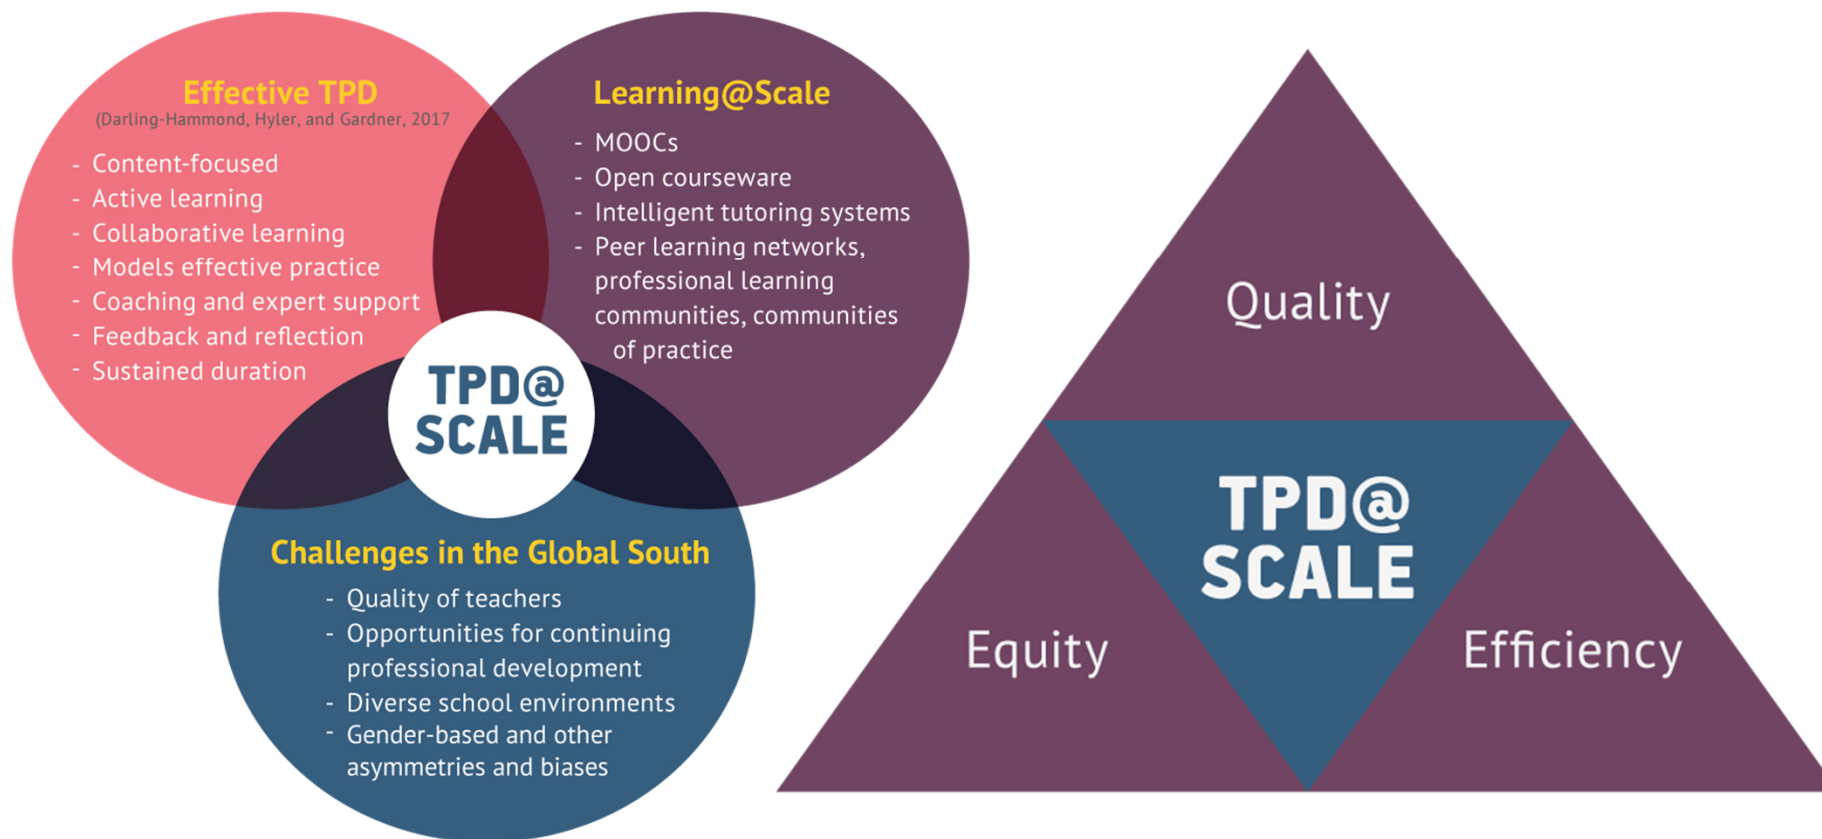 Effective TPD
(Darling-Hammond, Hyler, and Gardner, 2017
- Content-focused
- Active learning
- Collaborative learning
- Models effective practice
- Coaching and expert support
- Feedback and reflection
- Sustained duration
Learning@Scale
- MOOCs
- Open courseware
- Intelligent tutoring systems
- Peer learning networks,
professional learning
communities, communities
of practice
TPD@
SCALE
Challenges in the Global South
- Quality of teachers
- Opportunities for continuing
professional development
- Diverse school environments
- Gender-based and other
asymmetries and biases
Quality
TPD@
SCALE
Equity
Efficiency